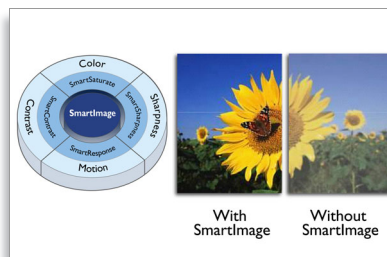 Color
SmartSaturate
Contrast
SmartContrast
SmartImage
SmartSharpness
Sharpness
SmartResponse
Motion
With
SmartImage
Without
SmartImage